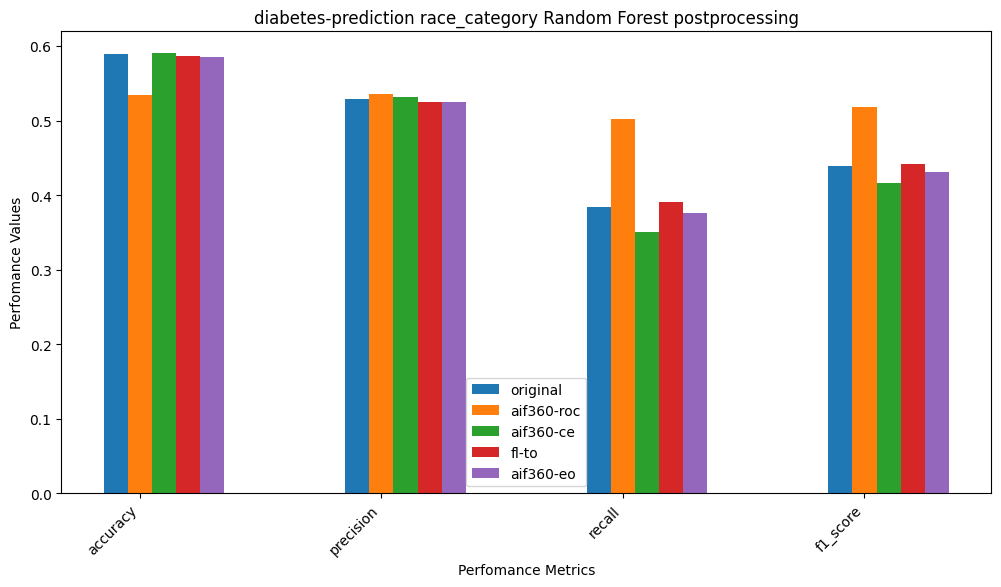 diabetes-prediction race_category Random Forest postprocessing
Perfomance Values
0.6
0.5
0.4
0.3
0.2
0.1
0.0
original
aif360-roc
aif360-ce
fl-to
aif360-eo
accuracy
precision
recall
f1_score
Perfomance Metrics